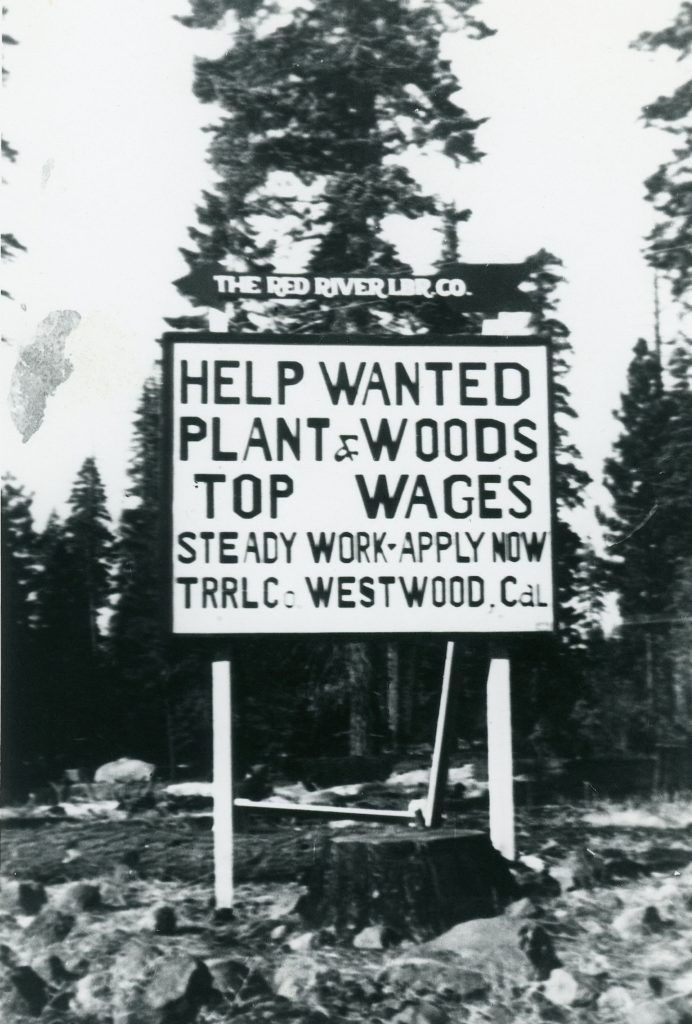 THE RED RIVER LBR. CO.
HELP WANTED
PLANT & WOODS
TOP WAGES
STEADY WORK-APPLY NOW
TRRLCo. WESTWOOD, Cal